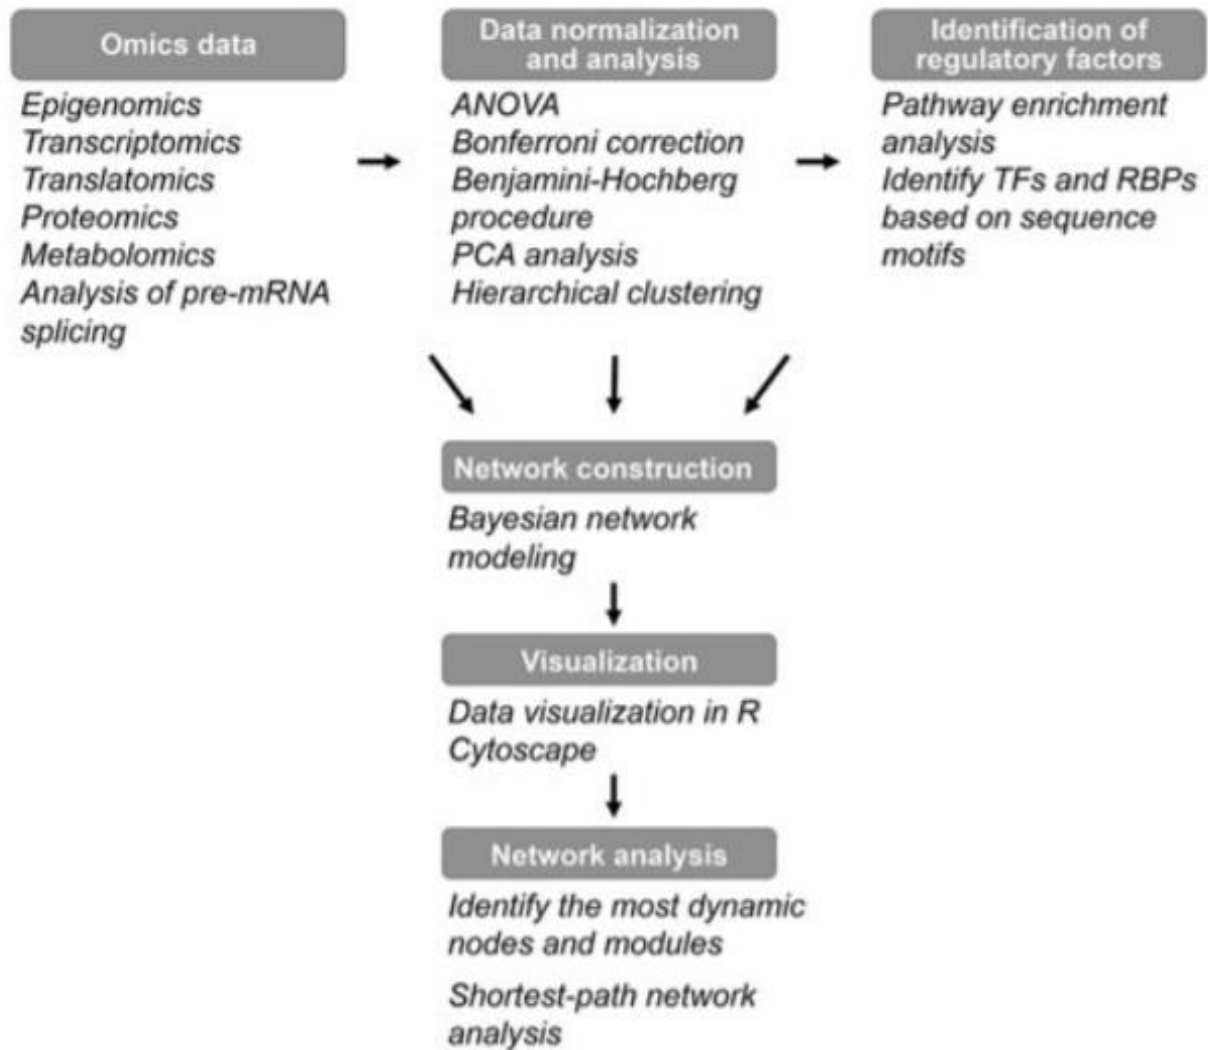 Omics data
Epigenomics
Transcriptomics
Translatomics
Proteomics
Metabolomics
Analysis of pre-mRNA
splicing
Data normalization
and analysis
ANOVA
Bonferroni correction
Benjamini-Hochberg
procedure
PCA analysis
Hierarchical clustering
Identification of
regulatory factors
Pathway enrichment
analysis
Identify TFs and RBPs
based on sequence
motifs
Network construction
Bayesian network
modeling
Visualization
Data visualization in R
Cytoscape
Network analysis
Identify the most dynamic
nodes and modules
Shortest-path network
analysis